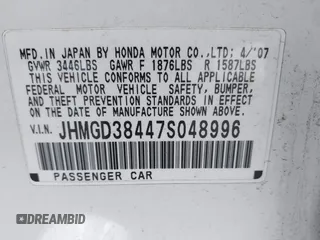 MFD. IN JAPAN BY HONDA MOTOR CO.,LTD. 4/'07
GVWR 3446LBS GAWR F 1876LBS R 1587LBS
THIS VEHICLE CONFORMS TO ALL APPLICABLE
FEDERAL MOTOR VEHICLE SAFETY, BUMPER,
AND THEFT PREVENTION STANDARDS IN EFFECT
ON THE DATE OF MANUFACTURE SHOWN ABOVE.
V.I.N. JHMGD38447S048996
PASSENGER CAR
DREAMBID